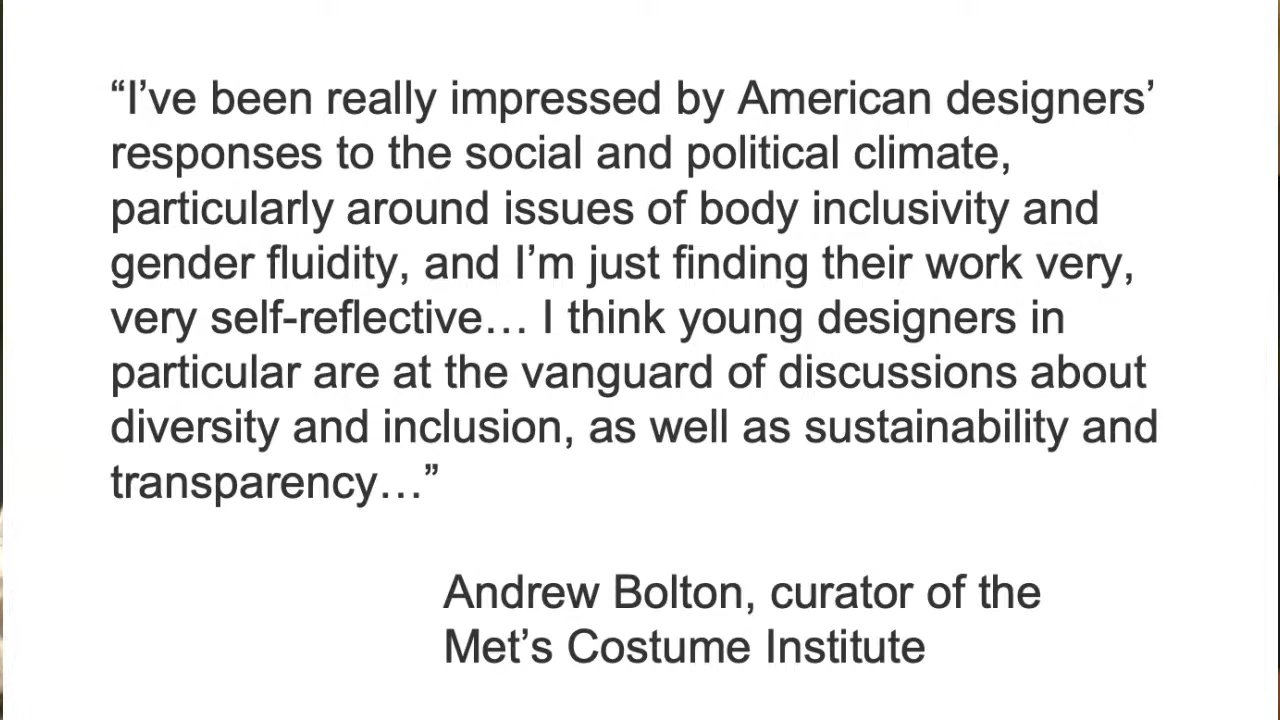 “I’ve been really impressed by American designers’
responses to the social and political climate,
particularly around issues of body inclusivity and
gender fluidity, and I’m just finding their work very,
very self-reflective… I think young designers in
particular are at the vanguard of discussions about
diversity and inclusion, as well as sustainability and
transparency…”
Andrew Bolton, curator of the
Met’s Costume Institute